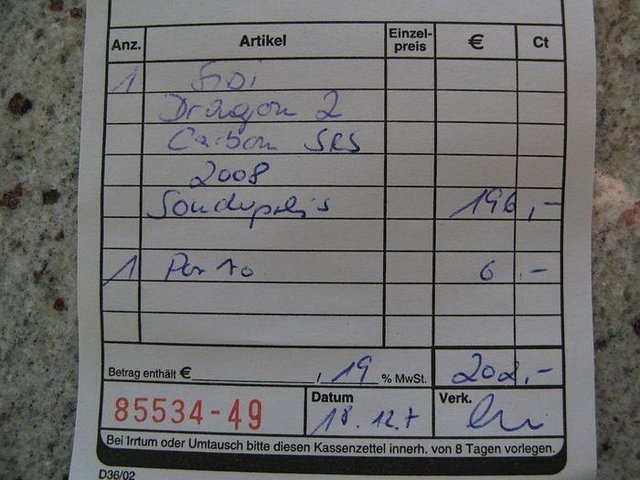 Anz. Artikel Einzel-preis € Ct
1 Sidi
Dragon 2
Carbon SRS
2008
Sonderpreis 196,-
1 Porto 6,-
Betrag enthält € / 19 % MwSt. 202,-
85534-49 Datum 18.12.7 Verk.
Bei Irrtum oder Umtausch bitte diesen Kassenzettel innerh. von 8 Tagen vorlegen.
D36/02